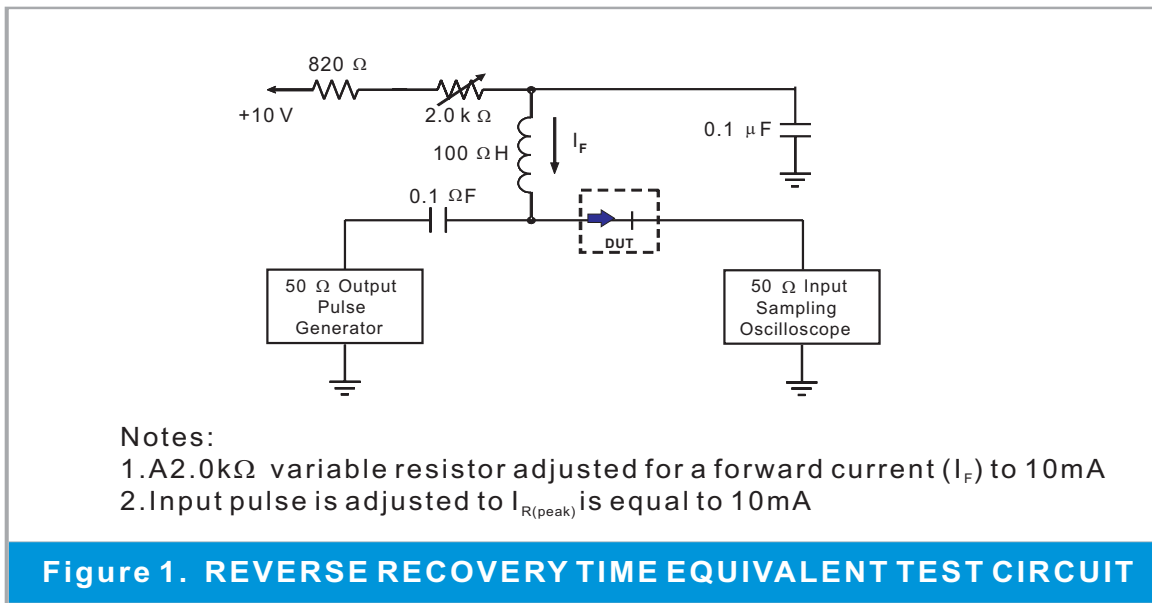 820 Ω
+10 V
2.0 k Ω
0.1 μF
100 ΩH
I_F
0.1 ΩF
DUT
50 Ω Output
Pulse
Generator
50 Ω Input
Sampling
Oscilloscope
Notes:
1.A2.0kΩ variable resistor adjusted for a forward current (I_F) to 10mA
2.Input pulse is adjusted to I_R(peak) is equal to 10mA
Figure 1. REVERSE RECOVERY TIME EQUIVALENT TEST CIRCUIT